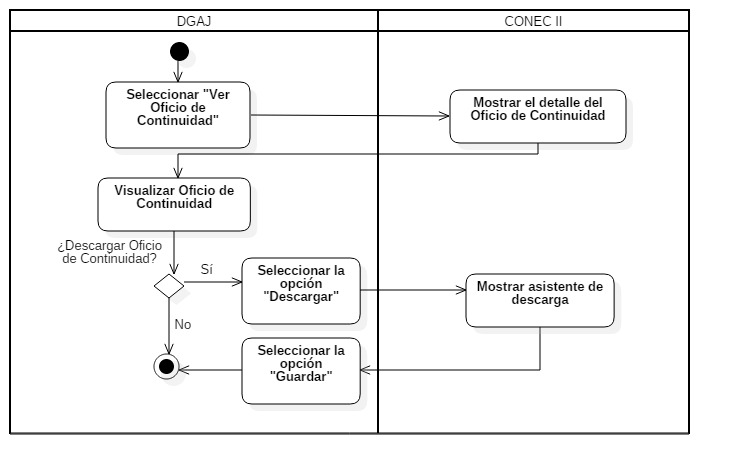 DGAJ
CONEC II
Seleccionar "Ver
Oficio de
Continuidad"
Mostrar el detalle del
Oficio de Continuidad
Visualizar Oficio de
Continuidad
¿Descargar Oficio
de Continuidad?
Sí
Seleccionar la
opción
"Descargar"
Mostrar asistente de
descarga
No
Seleccionar la
opción
"Guardar"